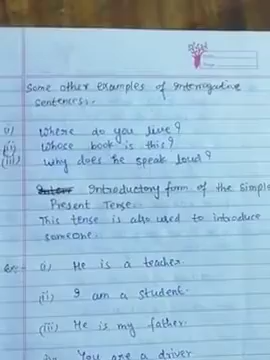 Some other examples of Interrogative
sentences.
(i) Where do you live?
(ii) Whose book is this?
(iii) Why does he speak loud?
Introductory form of the Simple
Present Tense.
This tense is also used to introduce
someone.
Ex:- (i) He is a teacher.
(ii) I am a student.
(iii) He is my father.
You are a driver